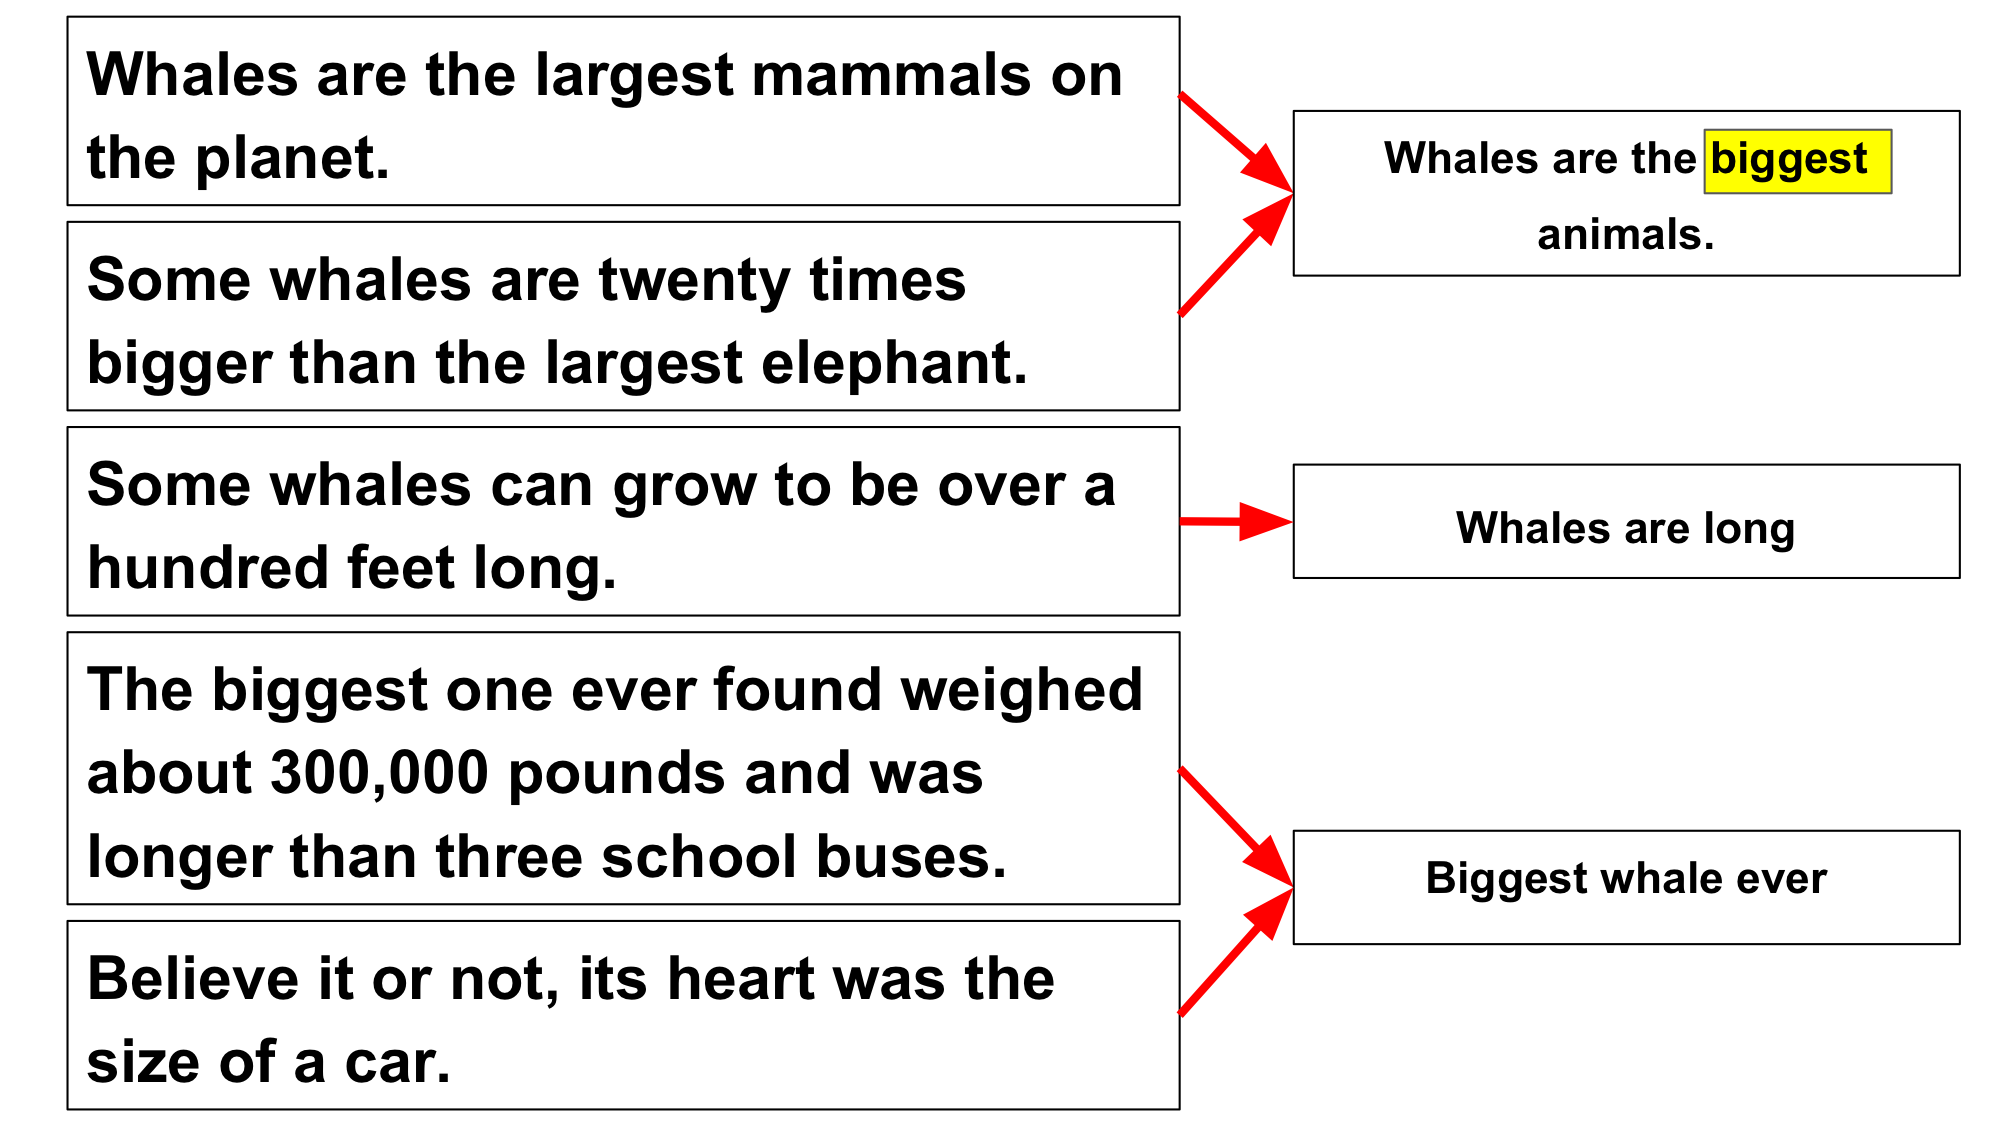 Whales are the largest mammals on
the planet.
Some whales are twenty times
bigger than the largest elephant.
Some whales can grow to be over a
hundred feet long.
The biggest one ever found weighed
about 300,000 pounds and was
longer than three school buses.
Believe it or not, its heart was the
size of a car.
Whales are the biggest
animals.
Whales are long
Biggest whale ever